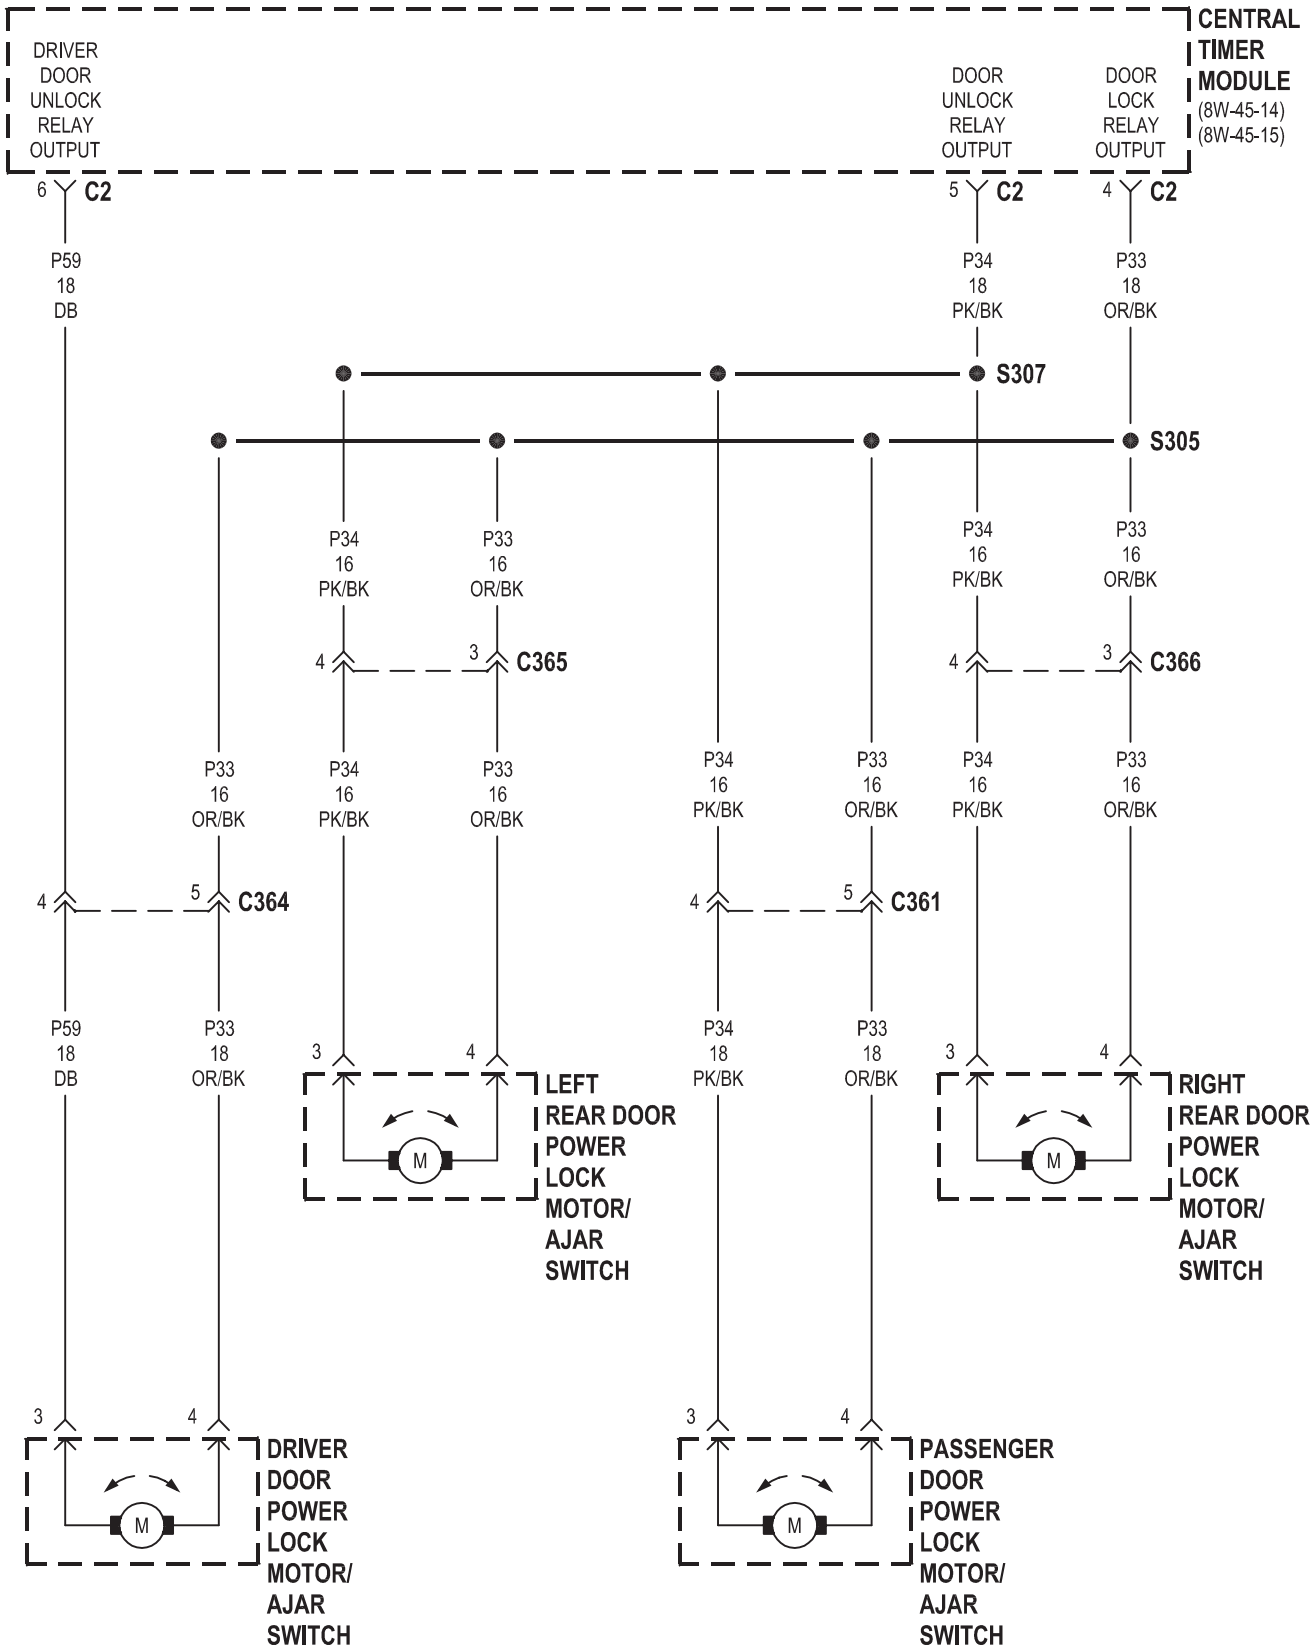 CENTRAL
TIMER
MODULE
(8W-45-14)
(8W-45-15)
DRIVER
DOOR
UNLOCK
RELAY
OUTPUT
DOOR
UNLOCK
RELAY
OUTPUT
DOOR
LOCK
RELAY
OUTPUT
6 C2
5 C2
4 C2
P59
18
DB
P34
18
PK/BK
P33
18
OR/BK
S307
S305
P34
16
PK/BK
P33
16
OR/BK
P34
16
PK/BK
P33
16
OR/BK
4 3 C365
4 3 C366
P33
16
OR/BK
P34
16
PK/BK
P33
16
OR/BK
P34
16
PK/BK
P33
16
OR/BK
P34
16
PK/BK
P33
16
OR/BK
4 5 C364
4 5 C361
P59
18
DB
P33
18
OR/BK
P34
18
PK/BK
P33
18
OR/BK
3 4
M
LEFT
REAR DOOR
POWER
LOCK
MOTOR/
AJAR
SWITCH
3 4
M
RIGHT
REAR DOOR
POWER
LOCK
MOTOR/
AJAR
SWITCH
3 4
M
DRIVER
DOOR
POWER
LOCK
MOTOR/
AJAR
SWITCH
3 4
M
PASSENGER
DOOR
POWER
LOCK
MOTOR/
AJAR
SWITCH